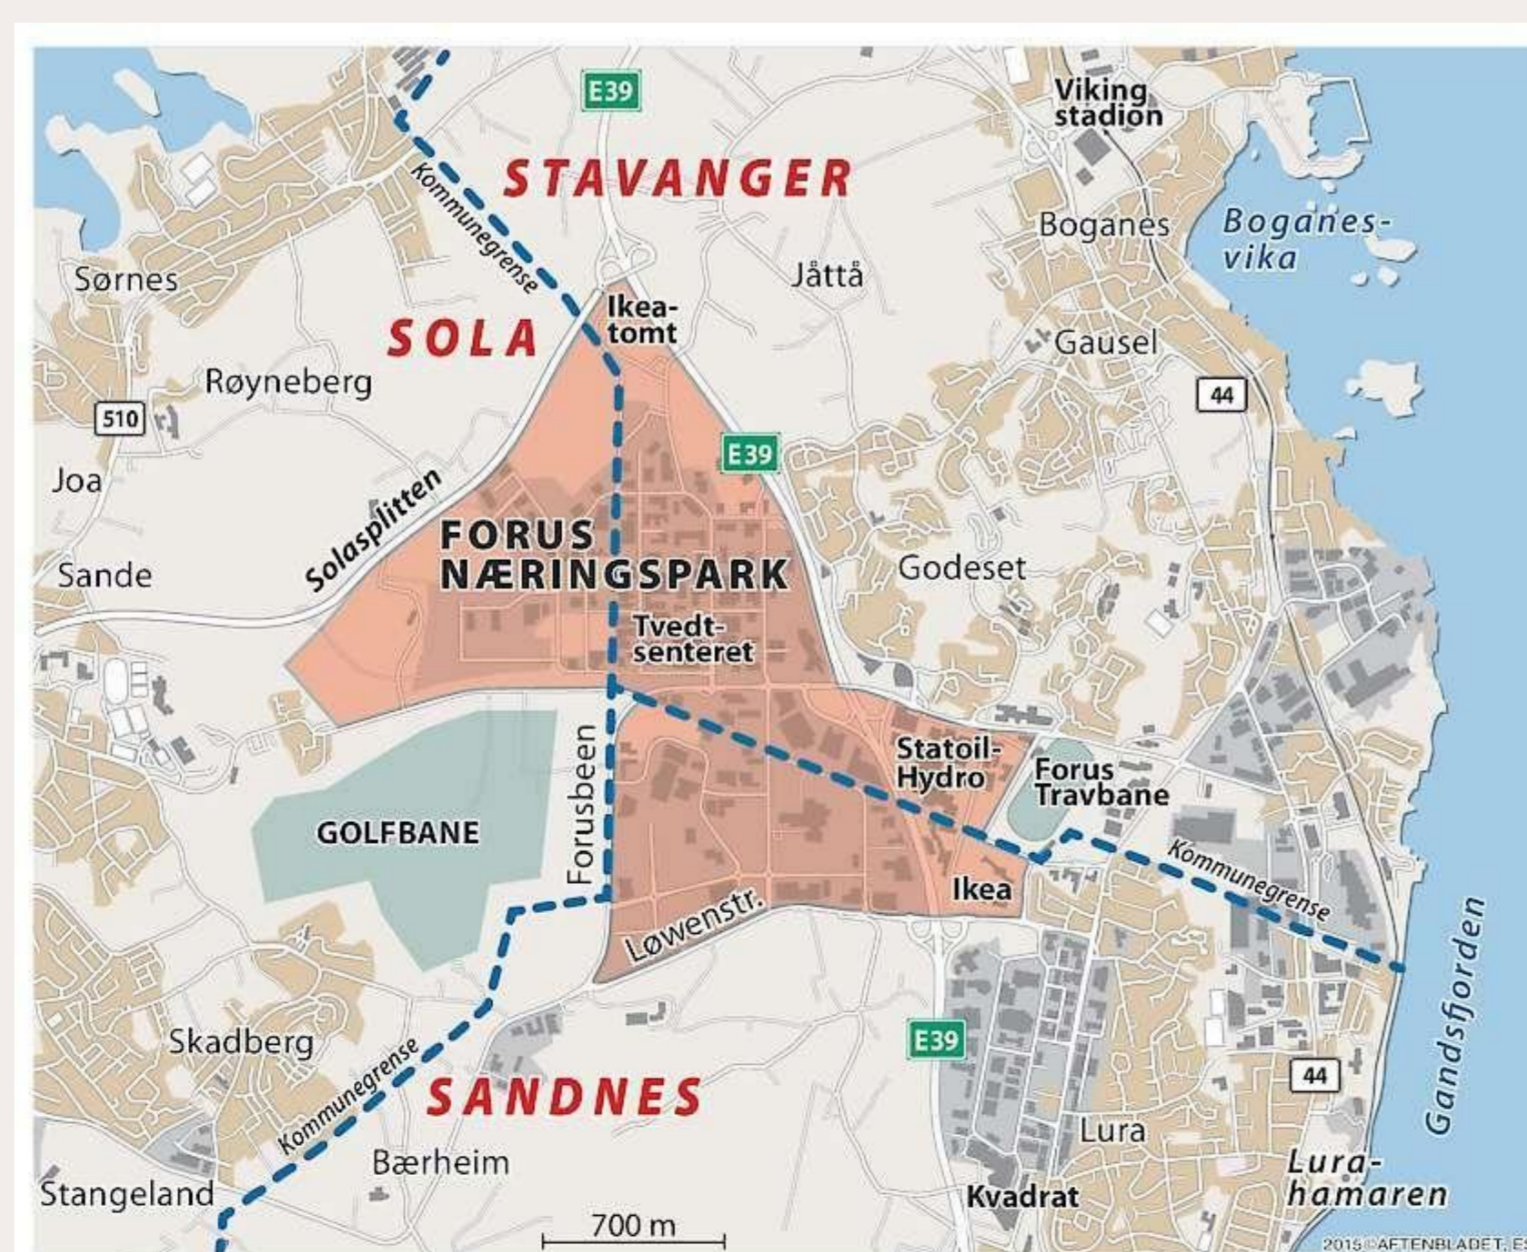 E39
Viking
stadion
STAVANGER
Kommunegrense
Boganes
Boganes-
vika
Sørnes
Jåttå
Ikea-
tomt
SOLA
Gausel
Røyneberg
44
510
E39
Joa
Solasplitten
FORUS
NÆRINGSPARK
Sande
Godeset
Tvedt-
senteret
Statoil-
Hydro
Forus
Travbane
Forusbeen
GOLFBANE
Kommunegrense
Ikea
Løwenstr.
Gandsfjorden
Skadberg
E39
Kommunegrense
44
SANDNES
Lura
Bærheim
Lura-
hamaren
Stangeland
Kvadrat
700 m
2015 © AFTENBLADET,